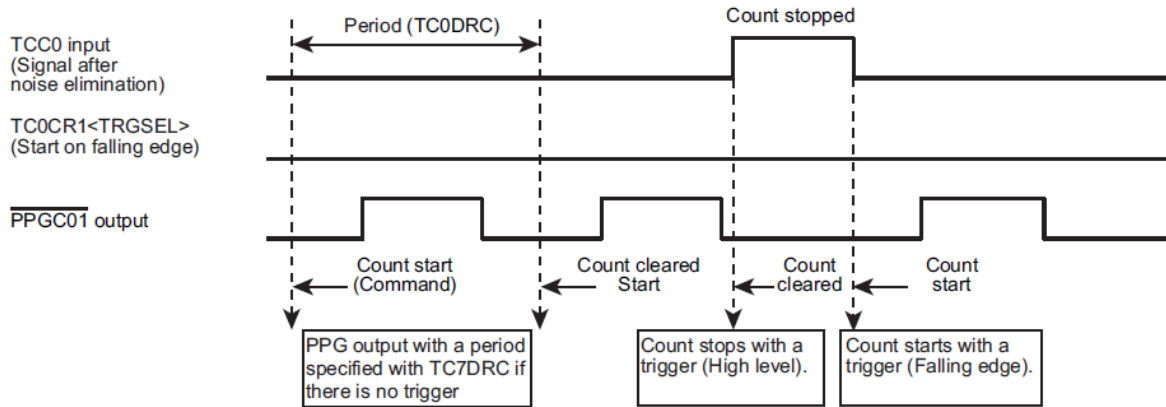 Count stopped
Period (TC0DRC)
TCC0 input
(Signal after
noise elimination)
TC0CR1<TRGSEL>
(Start on falling edge)
PPGC01 output
Count start
(Command)
Count cleared
Start
Count
cleared
Count
start
PPG output with a period
specified with TC7DRC if
there is no trigger
Count stops with a
trigger (High level).
Count starts with a
trigger (Falling edge).